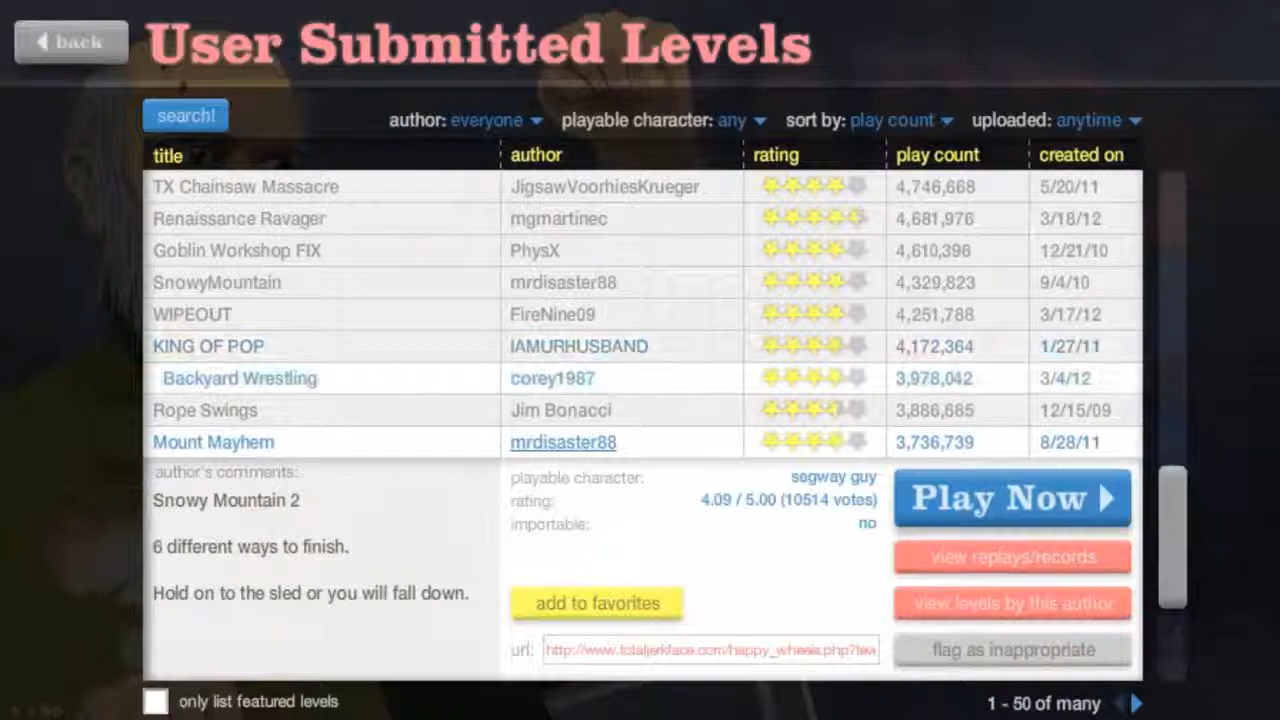 back
User Submitted Levels
search!
author: everyone playable character: any sort by: play count uploaded: anytime
title author rating play count created on
TX Chainsaw Massacre JigsawVoorhiesKrueger 4,746,668 5/20/11
Renaissance Ravager mgmartinec 4,681,976 3/18/12
Goblin Workshop FIX PhysX 4,610,396 12/21/10
SnowyMountain mrdisaster88 4,329,823 9/4/10
WIPEOUT FireNine09 4,251,788 3/17/12
KING OF POP IAMURHUSBAND 4,172,364 1/27/11
Backyard Wrestling corey1987 3,978,042 3/4/12
Rope Swings Jim Bonacci 3,886,685 12/15/09
Mount Mayhem mrdisaster88 3,736,739 8/28/11
author's comments:
Snowy Mountain 2
6 different ways to finish.
Hold on to the sled or you will fall down.
playable character: segway guy
rating: 4.09 / 5.00 (10514 votes)
importable: no
add to favorites
url: http://www.totaljerkface.com/happy_wheels.php?lev
Play Now
view replays/records
view levels by this author
flag as inappropriate
only list featured levels
1 - 50 of many